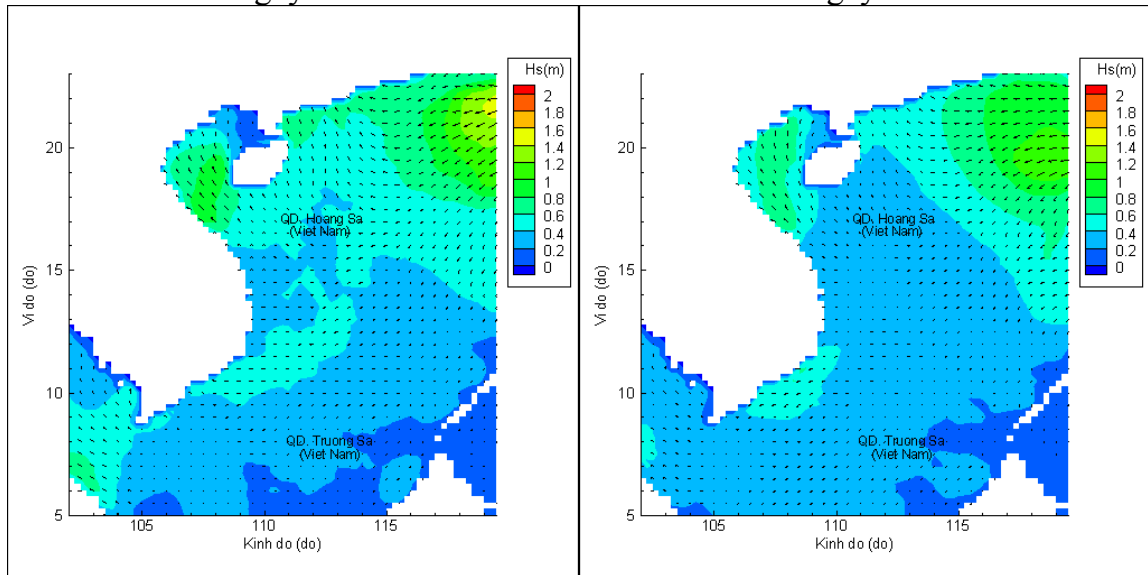 Hs(m)
2
1.8
1.6
1.4
1.2
1
0.8
0.6
0.4
0.2
0
20
15
10
5
105
110
115
Vi do (do)
Kinh do (do)
QD. Hoang Sa
(Viet Nam)
QD. Truong Sa
(Viet Nam)
Hs(m)
2
1.8
1.6
1.4
1.2
1
0.8
0.6
0.4
0.2
0
20
15
10
5
105
110
115
Vi do (do)
Kinh do (do)
QD. Hoang Sa
(Viet Nam)
QD. Truong Sa
(Viet Nam)